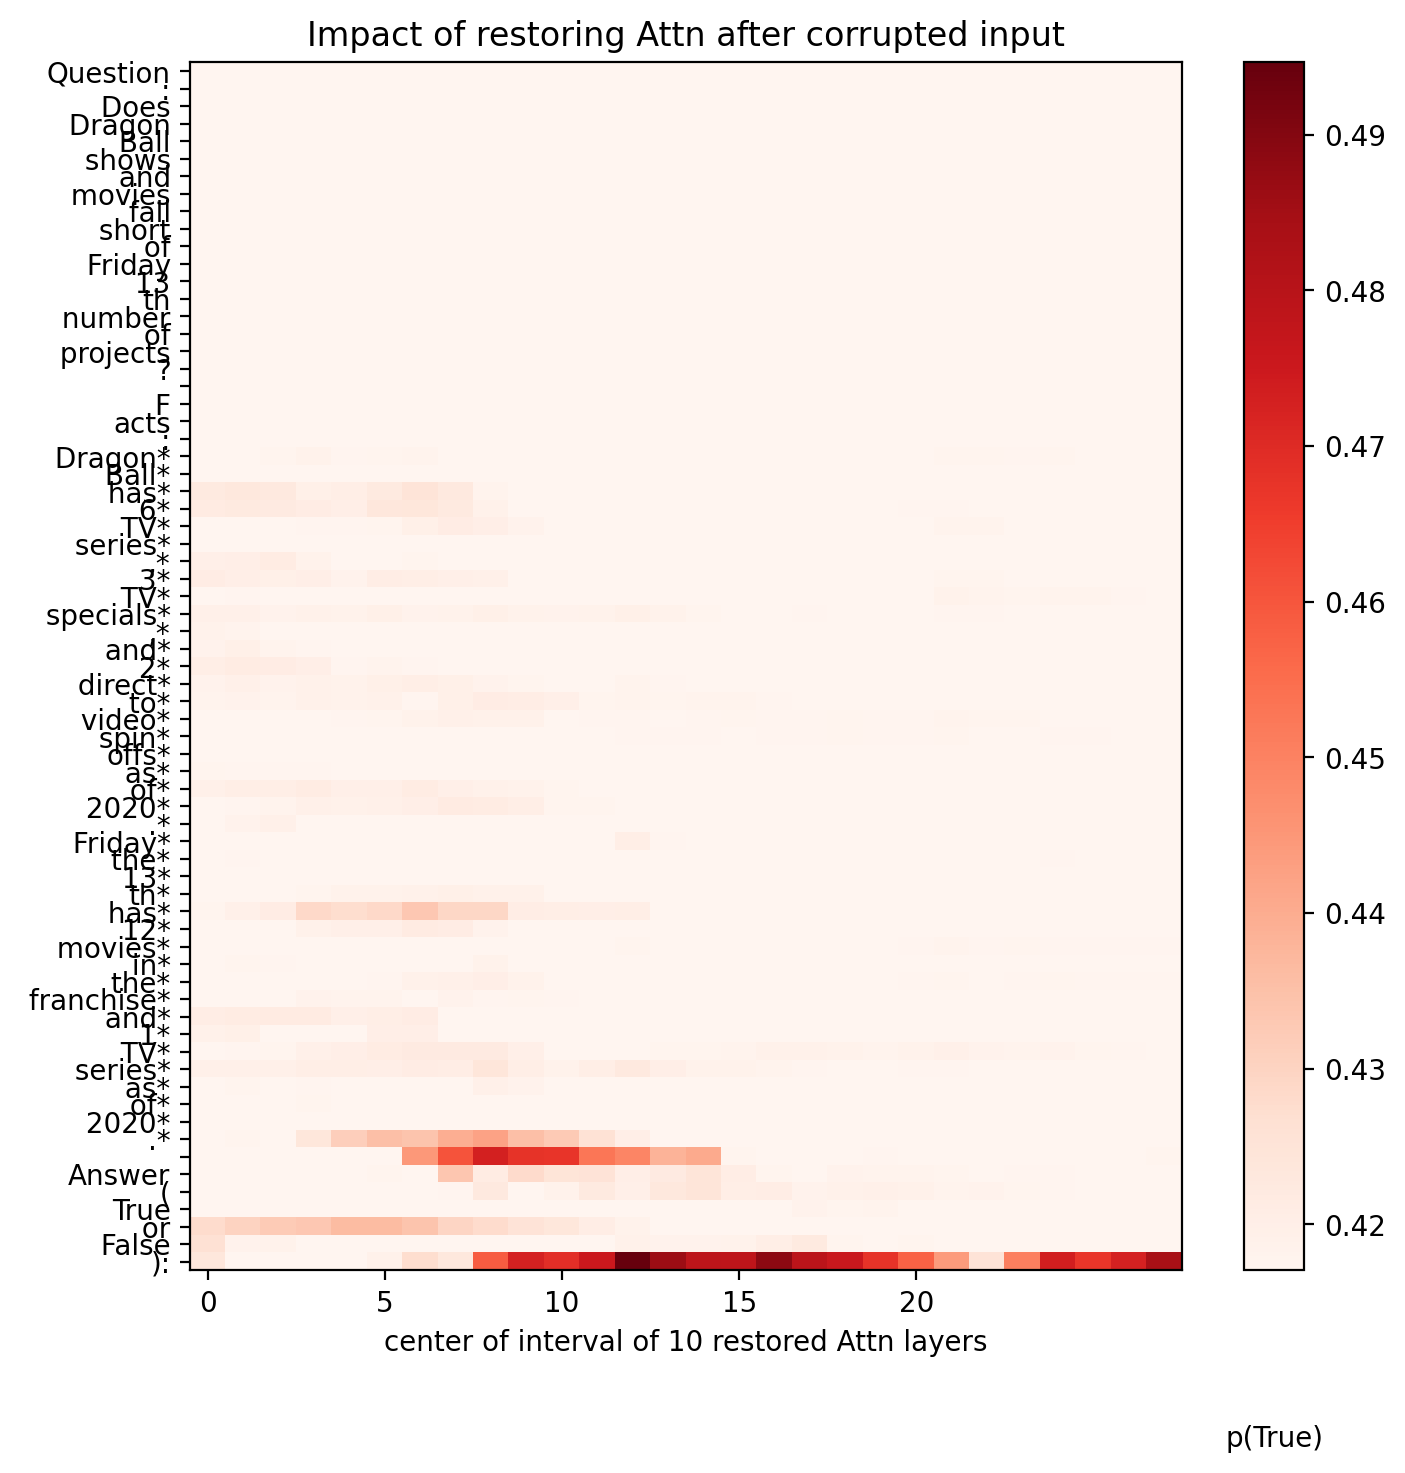 Impact of restoring Attn after corrupted input
Question
:
Does
Dragon
Ball
shows
and
movies
fall
short
of
Friday
13
th
number
of
projects
?
F
acts
:
Dragon*
Ball*
has*
6*
TV*
series*
,*
3*
TV*
specials*
,*
and*
2*
direct*
to*
video*
spin*
offs*
as*
of*
2020*
.*
Friday*
the*
13*
th*
has*
12*
movies*
in*
the*
franchise*
and*
1*
TV*
series*
as*
of*
2020*
.*
Answer
(
True
or
False
):
0
5
10
15
20
center of interval of 10 restored Attn layers
0.49
0.48
0.47
0.46
0.45
0.44
0.43
0.42
p(True)